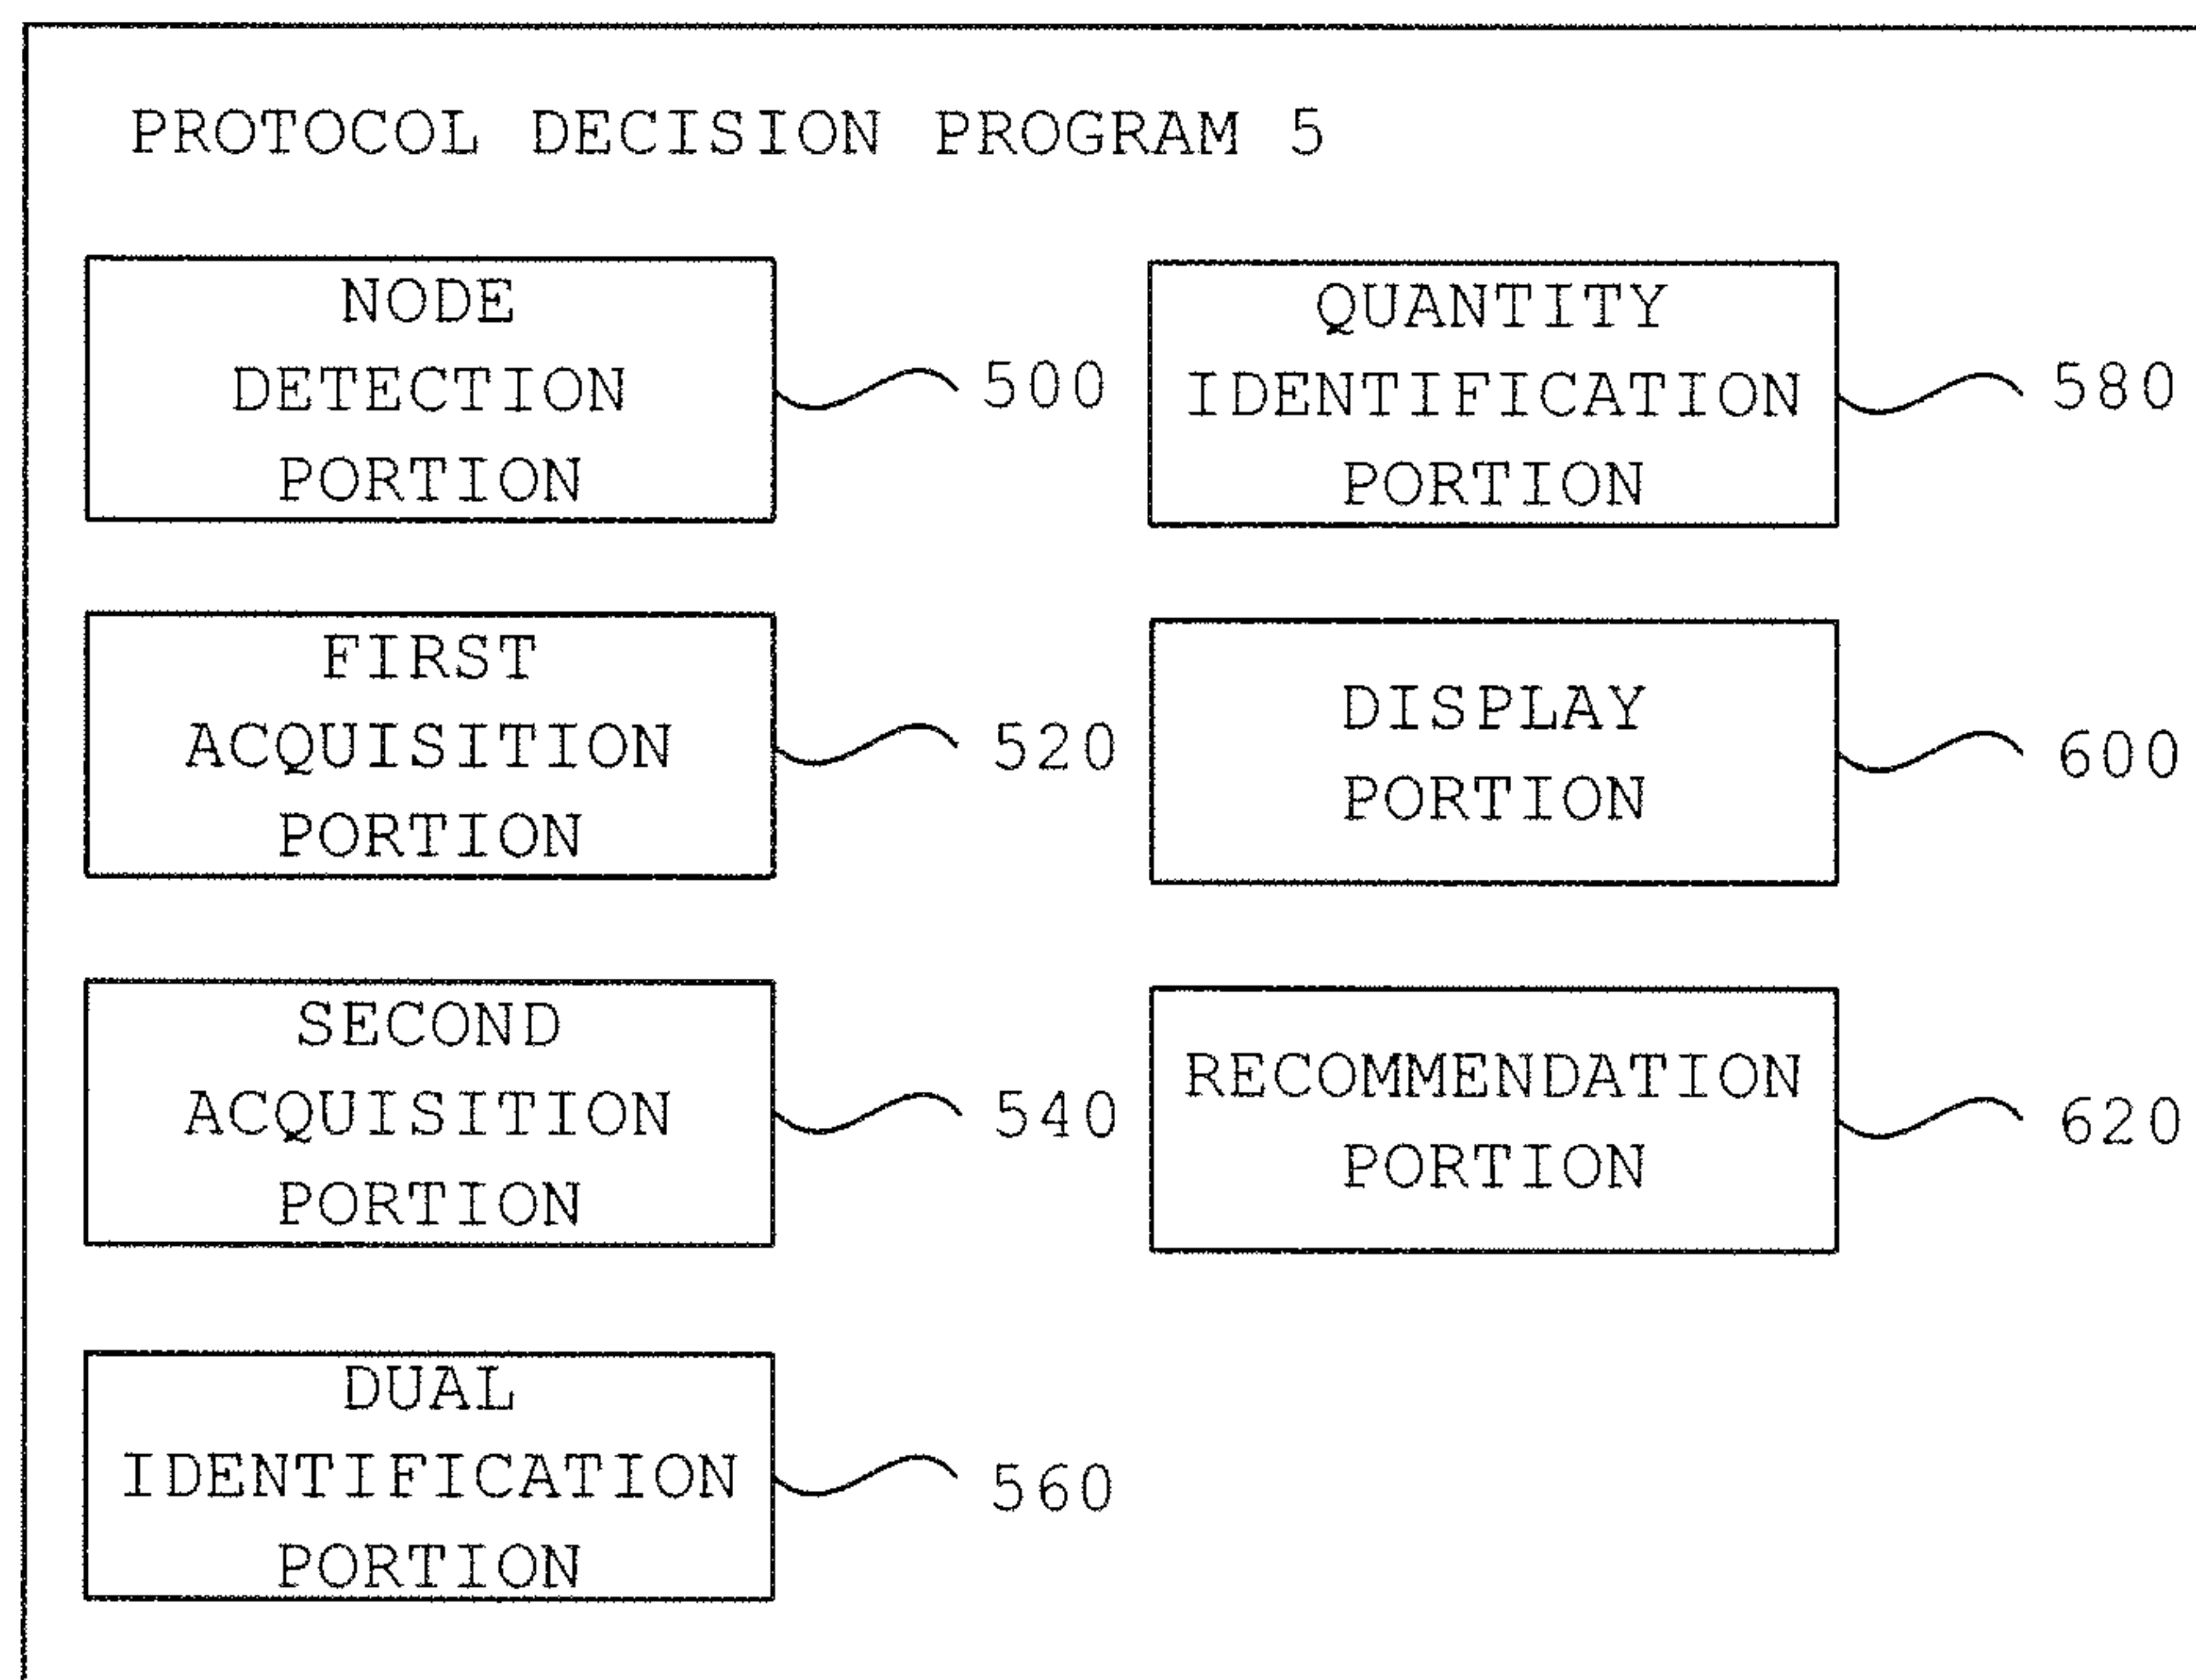 PROTOCOL DECISION PROGRAM 5
NODE
DETECTION
PORTION
500
FIRST
ACQUISITION
PORTION
520
SECOND
ACQUISITION
PORTION
540
DUAL
IDENTIFICATION
PORTION
560
QUANTITY
IDENTIFICATION
PORTION
580
DISPLAY
PORTION
600
RECOMMENDATION
PORTION
620